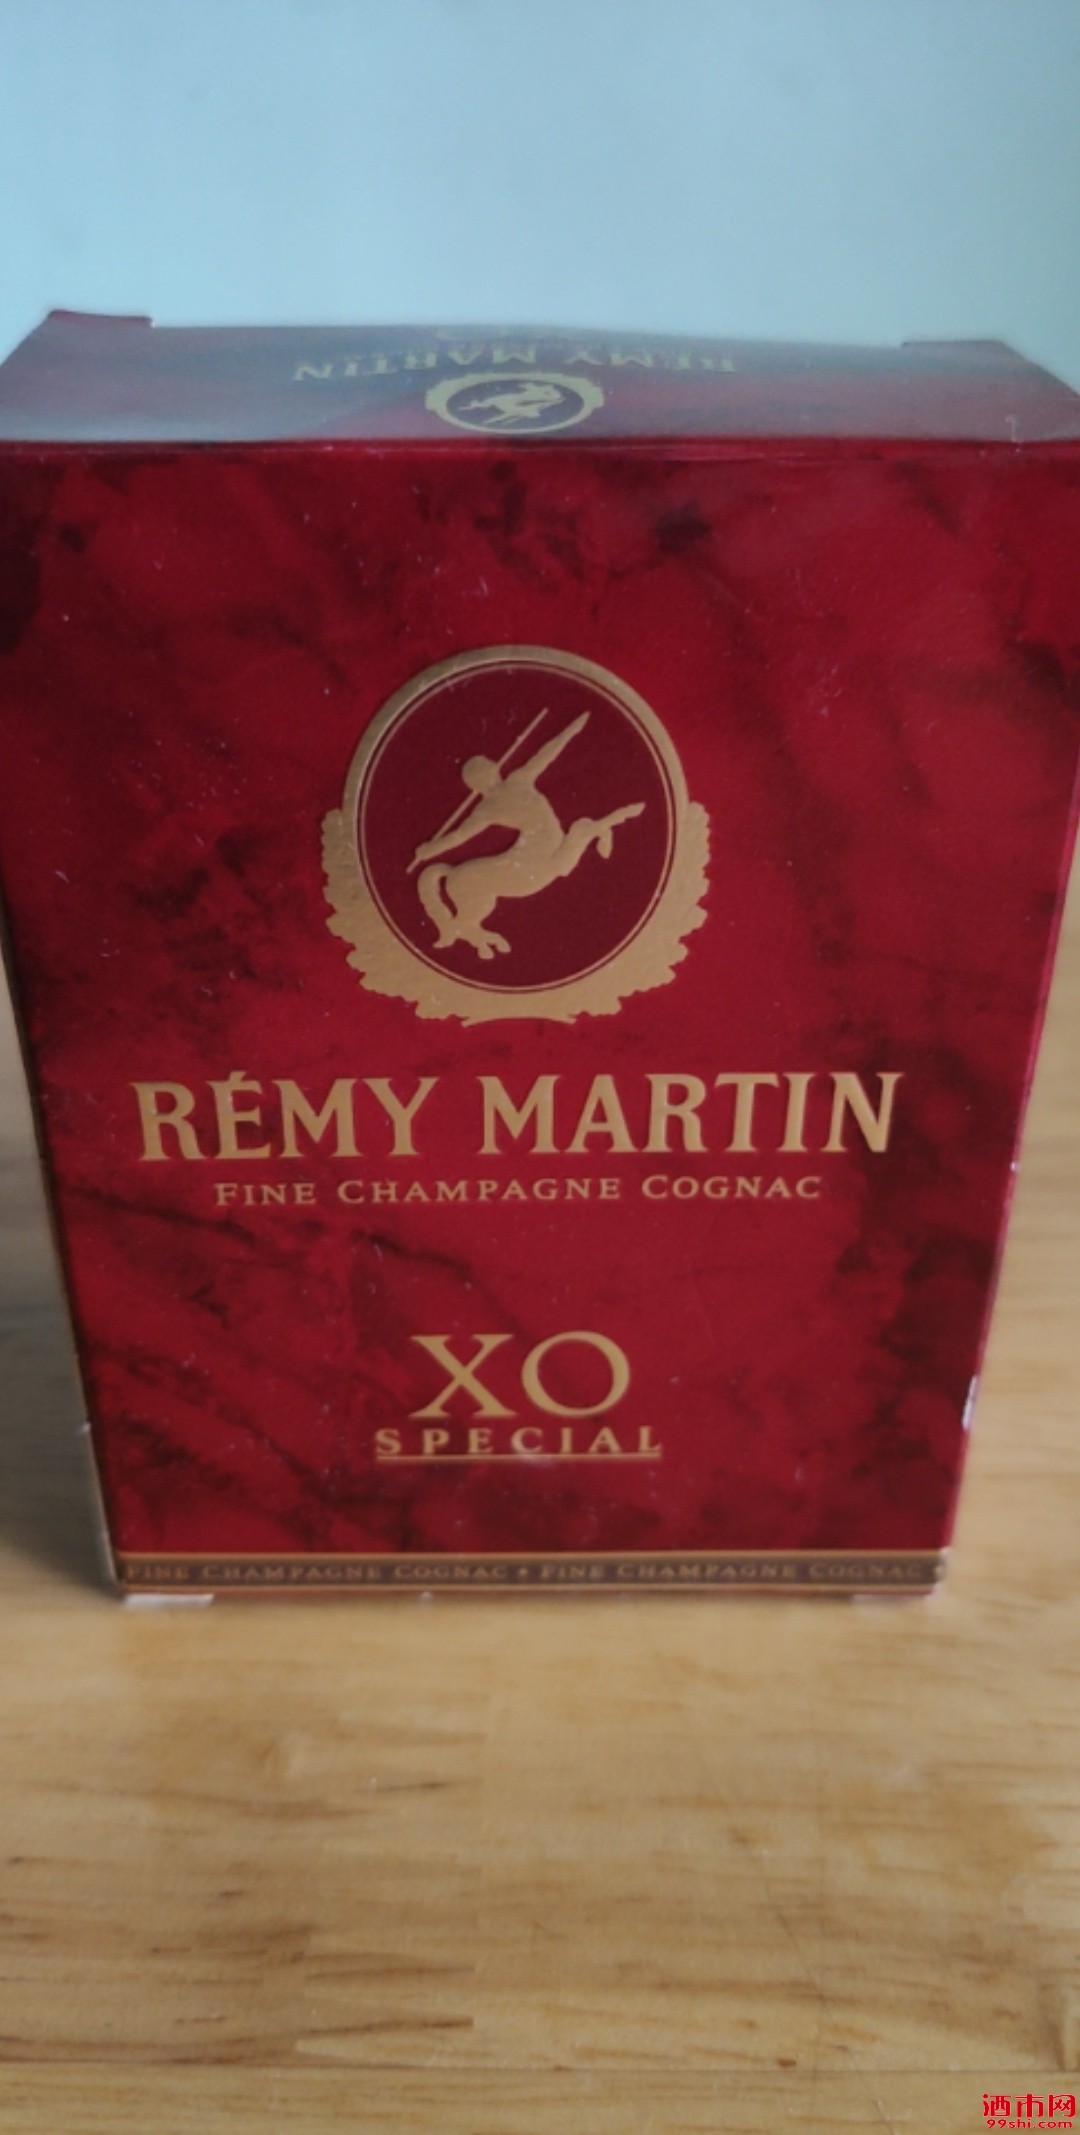 RÉMY MARTIN
RÉMY MARTIN
FINE CHAMPAGNE COGNAC
XO
SPECIAL
FINE CHAMPAGNE COGNAC • FINE CHAMPAGNE COGNAC •
酒市网
99shi.com